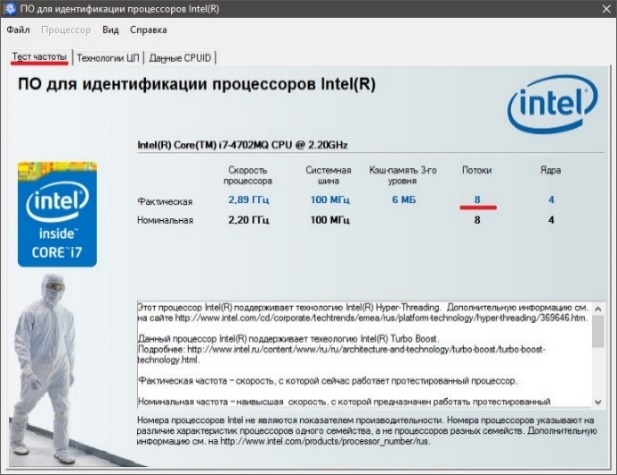 ПО для идентификации процессоров Intel(R)
Файл Процессор Вид Справка
Тест частоты Технологии ЦП Данные CPUID
ПО для идентификации процессоров Intel(R)
intel
Intel(R) Core(TM) i7-4702MQ CPU @ 2.20GHz
Скорость процессора Системная шина Кэш-память 3-го уровня Потоки Ядра
Фактическая 2,89 ГГц 100 МГц 6 МБ 8 4
Номинальная 2,20 ГГц 100 МГц 8 4
intel
inside™
CORE™i7
Этот процессор Intel(R) поддерживает технологию Intel(R) Hyper-Threading. Дополнительную информацию см.
на сайте http://www.intel.com/cd/corporate/techtrends/emea/rus/platform-technology/hyper-threading/369646.htm.
Данный процессор Intel(R) поддерживает технологию Intel(R) Turbo Boost.
Подробнее: http://www.intel.ru/content/www/ru/ru/architecture-and-technology/turbo-boost/turbo-boost-
technology.html.
Фактическая частота – скорость, с которой сейчас работает протестированный процессор.
Номинальная частота – наивысшая скорость, с которой предназначен работать протестированный
Номера процессоров Intel не являются показателем производительности. Номера процессоров указывают на
различие характеристик процессоров одного семейства, а не процессоров разных семейств. Дополнительную
информацию см. на http://www.intel.com/products/processor_number/rus.